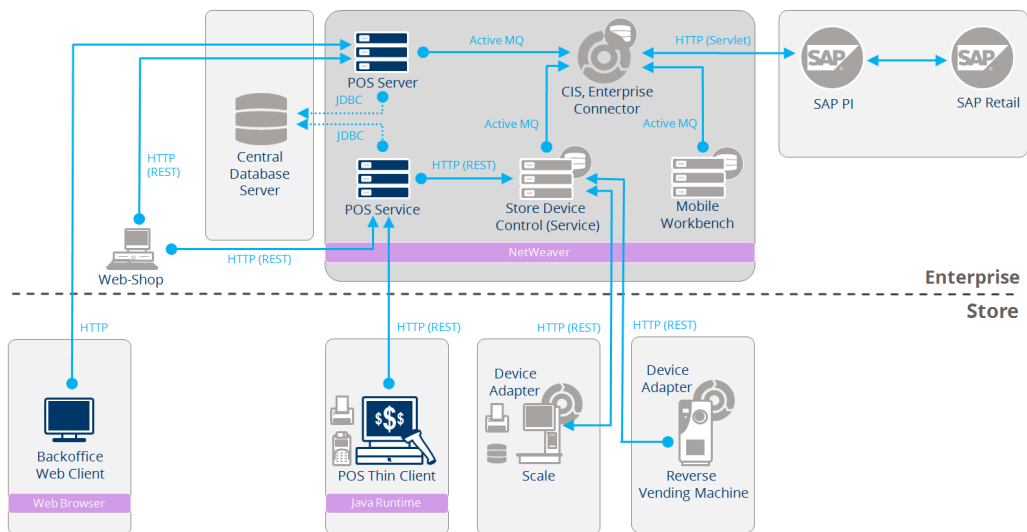 POS Server
Active MQ
CIS, Enterprise
Connector
HTTP (Servlet)
SAP
SAP PI
SAP
SAP Retail
JDBC
JDBC
Central
Database
Server
Active MQ
Active MQ
HTTP
(REST)
POS Service
HTTP (REST)
Store Device
Control (Service)
Mobile
Workbench
NetWeaver
Web-Shop
HTTP (REST)
Enterprise
Store
HTTP
HTTP (REST)
HTTP (REST)
HTTP (REST)
Backoffice
Web Client
Web Browser
$$$
POS Thin Client
Java Runtime
Device
Adapter
Scale
Device
Adapter
Reverse
Vending Machine